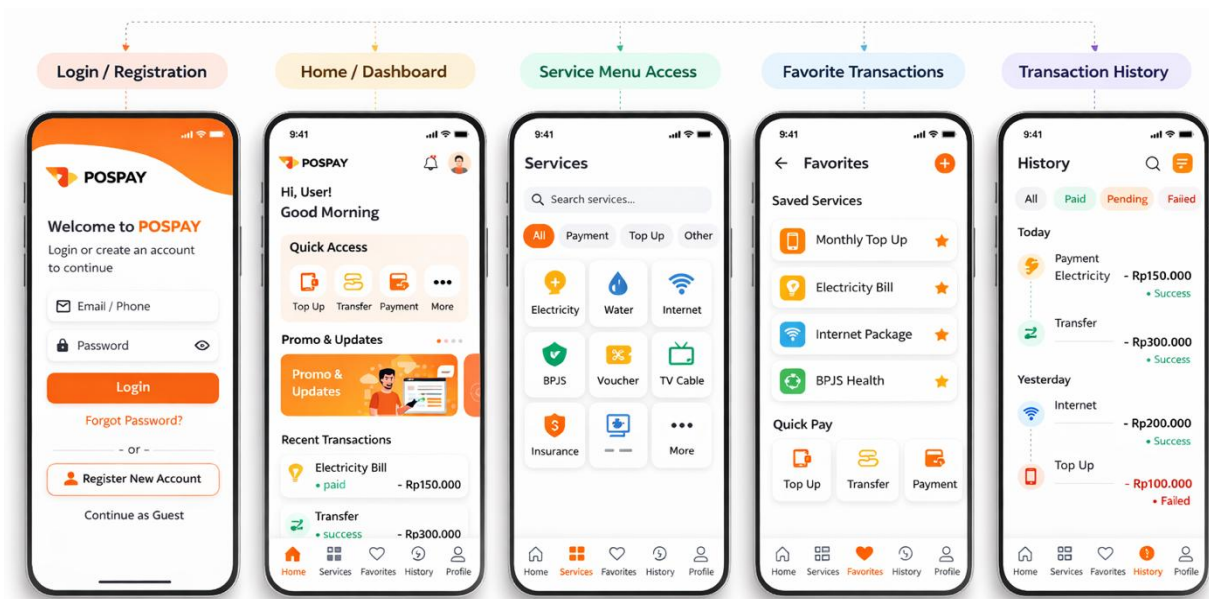 Login / Registration
Home / Dashboard
Service Menu Access
Favorite Transactions
Transaction History
POSPAY
Welcome to POSPAY
Login or create an account
to continue
Email / Phone
Password
Login
Forgot Password?
- or -
Register New Account
Continue as Guest
9:41
POSPAY
Hi, User!
Good Morning
Quick Access
Top Up
Transfer
Payment
More
Promo & Updates
Promo &
Updates
Recent Transactions
Electricity Bill
• paid
- Rp150.000
Transfer
• success
- Rp300.000
Home
Services
Favorites
History
Profile
9:41
Services
Search services...
All
Payment
Top Up
Other
Electricity
Water
Internet
BPJS
Voucher
TV Cable
Insurance
More
Home
Services
Favorites
History
Profile
9:41
Favorites
Saved Services
Monthly Top Up
Electricity Bill
Internet Package
BPJS Health
Quick Pay
Top Up
Transfer
Payment
Home
Services
Favorites
History
Profile
9:41
History
All
Paid
Pending
Failed
Today
Payment
Electricity
- Rp150.000
• Success
Transfer
- Rp300.000
• Success
Yesterday
Internet
- Rp200.000
• Success
Top Up
- Rp100.000
• Failed
Home
Services
Favorites
History
Profile